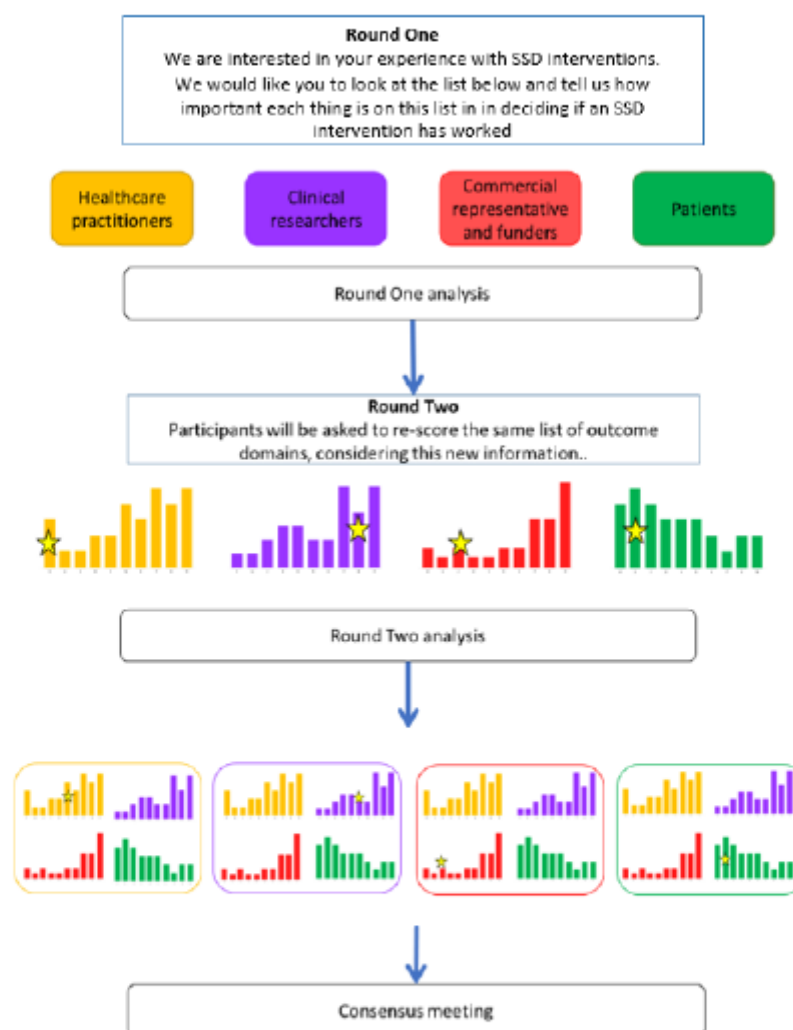 Round One
We are interested in your experience with SSD interventions.
We would like you to look at the list below and tell us how
important each thing is on this list in in deciding if an SSD
intervention has worked
Healthcare
practitioners
Clinical
researchers
Commercial
representative
and funders
Patients
Round One analysis
Round Two
Participants will be asked to re-score the same list of outcome
domains, considering this new information..
Round Two analysis
Consensus meeting